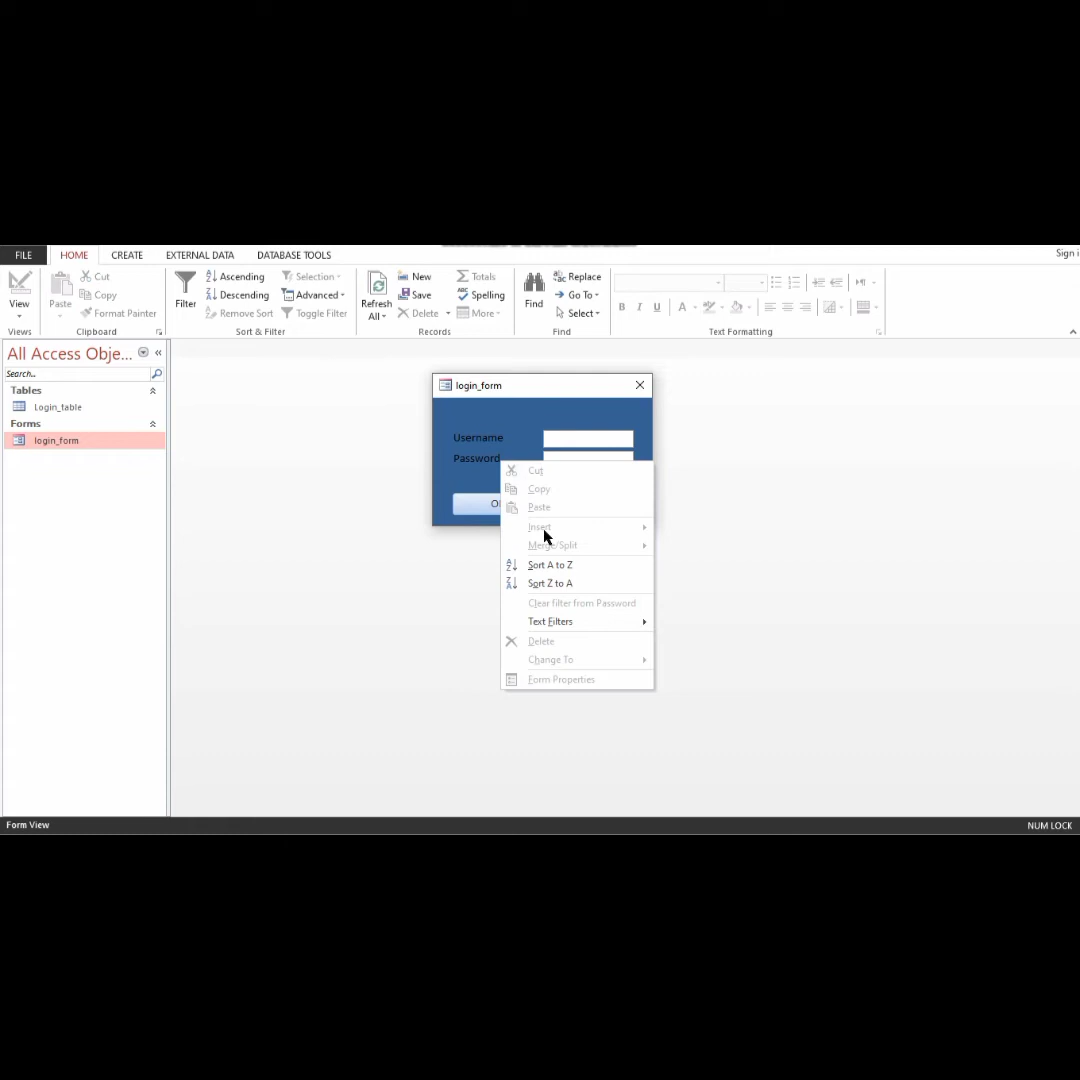 FILE HOME CREATE EXTERNAL DATA DATABASE TOOLS
View
Views
Paste
Cut
Copy
Format Painter
Clipboard
Filter
Ascending
Descending
Remove Sort
Selection
Advanced
Toggle Filter
Sort & Filter
Refresh
All
New
Save
Delete
Totals
Spelling
More
Records
Find
Replace
Go To
Select
Find
B I U A
Text Formatting
All Access Obje...
Search..
Tables
Login_table
Forms
login_form
login_form
Username
Password
Cut
Copy
Paste
Insert
Merge/Split
Sort A to Z
Sort Z to A
Clear filter from Password
Text Filters
Delete
Change To
Form Properties
Form View
NUM LOCK